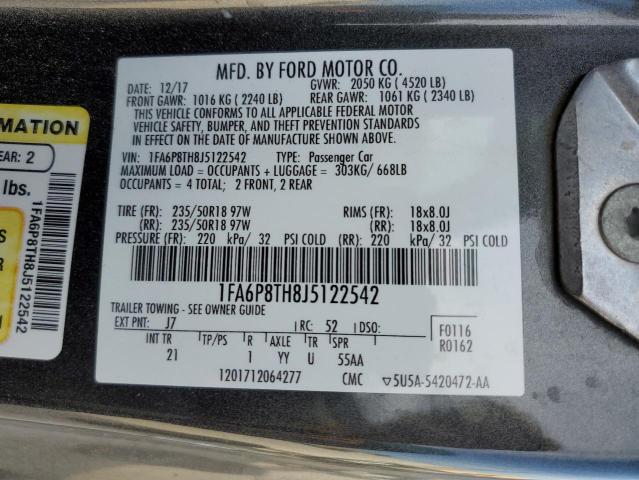 MFD. BY FORD MOTOR CO.
DATE: 12/17 GVWR: 2050 KG ( 4520 LB)
FRONT GAWR: 1016 KG ( 2240 LB) REAR GAWR: 1061 KG ( 2340 LB)
THIS VEHICLE CONFORMS TO ALL APPLICABLE FEDERAL MOTOR
VEHICLE SAFETY, BUMPER, AND THEFT PREVENTION STANDARDS
IN EFFECT ON THE DATE OF MANUFACTURE SHOWN ABOVE.
VIN: 1FA6P8TH8J5122542 TYPE: Passenger Car
MAXIMUM LOAD = OCCUPANTS + LUGGAGE = 303KG/ 668LB
OCCUPANTS = 4 TOTAL; 2 FRONT, 2 REAR
TIRE (FR): 235/50R18 97W RIMS (FR): 18x8.0J
(RR): 235/50R18 97W (RR): 18x8.0J
PRESSURE (FR): 220 kPa/ 32 PSI COLD (RR): 220 kPa/ 32 PSI COLD
1FA6P8TH8J5122542
TRAILER TOWING - SEE OWNER GUIDE
EXT PNT: J7 RC: 52 DSO:
INT TR TP/PS R AXLE TR SPR
21 1 YY U 55AA
F0116
R0162
1201712064277 CMC ▽5U5A-5420472-AA
RMATION
EAR: 2
lbs.
S
R
1FA6P8TH8J5122542